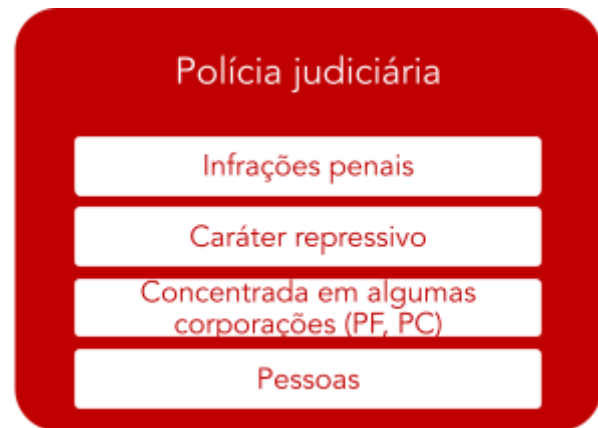 Polícia judiciária
Infrações penais
Caráter repressivo
Concentrada em algumas
corporações (PF, PC)
Pessoas